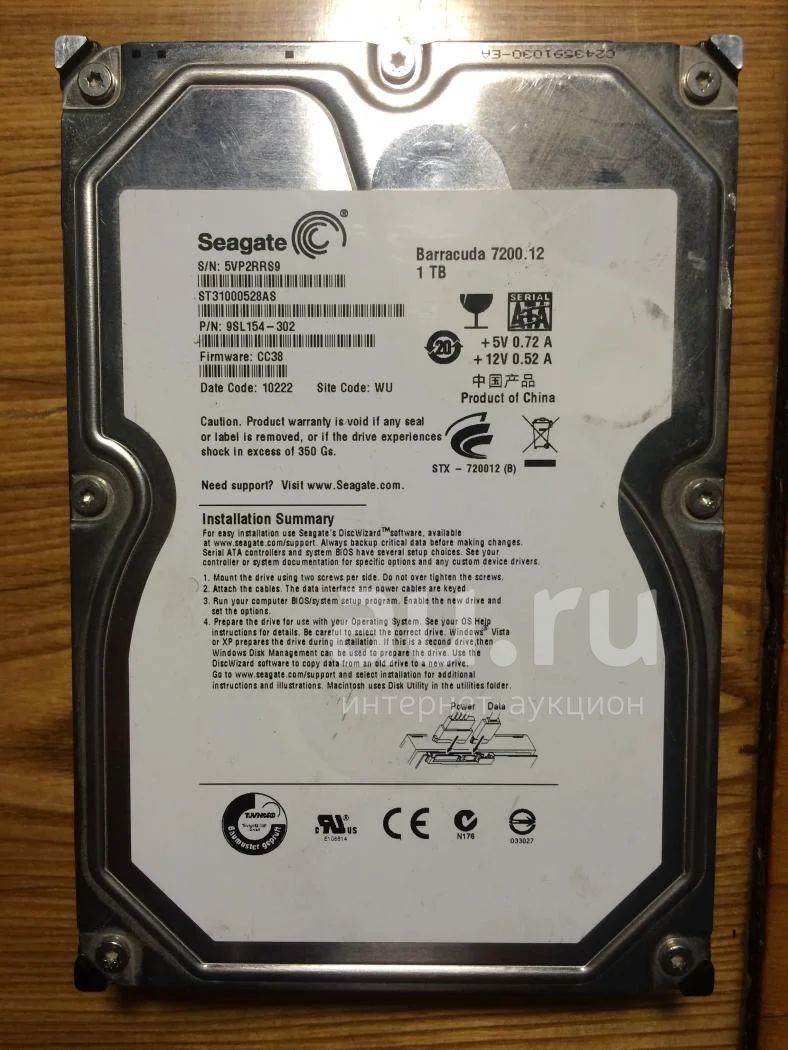 C243591030-EA
Seagate®
S/N: 5VP2RRS9
ST31000528AS
P/N: 9SL154-302
Firmware: CC38
Date Code: 10222 Site Code: WU
Barracuda 7200.12
1 TB
SERIAL
ATA
20
+5V 0.72 A
+12V 0.52 A
中国产品
Product of China
Caution. Product warranty is void if any seal
or label is removed, or if the drive experiences
shock in excess of 350 Gs.
STX - 720012 (B)
Need support? Visit www.Seagate.com.
Installation Summary
For easy installation use Seagate's DiscWizard™software, available
at www.seagate.com/support. Always backup critical data before making changes.
Serial ATA controllers and system BIOS have several setup choices. See your
controller or system documentation for specific options and any custom device drivers.
1. Mount the drive using two screws per side. Do not over tighten the screws.
2. Attach the cables. The data interface and power cables are keyed.
3. Run your computer BIOS/system setup program. Enable the new drive and
set the options.
4. Prepare the drive for use with your Operating System. See your OS Help
instructions for details. Be careful to select the correct drive. Windows® Vista
or XP prepares the drive during installation. If this is a second drive,then
Windows Disk Management can be used to prepare the drive. Use the
DiscWizard software to copy data from an old drive to a new drive.
Go to www.seagate.com/support and select installation for additional
instructions and illustrations. Macintosh uses Disk Utility in the utilities folder.
.ru
интернет аукцион
Power Data
TUVNORD
Baumuster geprüft
c RU® US
E108814
CE
N176
D33027